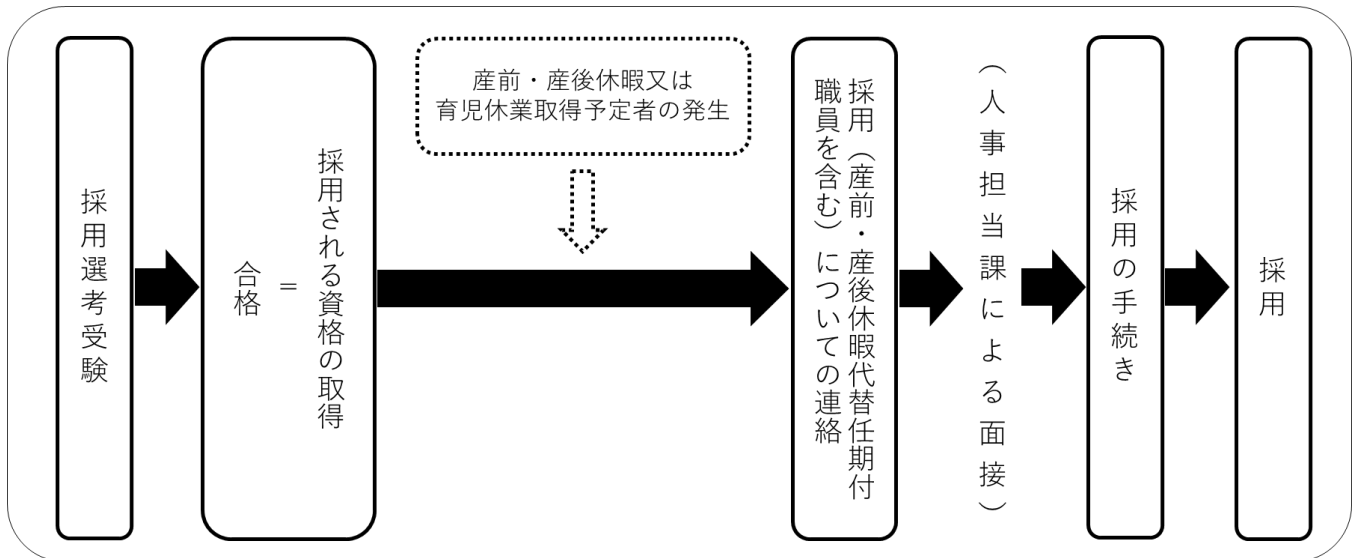 採用選考受験
採用される資格の取得
＝
合格
産前・産後休暇又は
育児休業取得予定者の発生
採用（産前・産後休暇代替任期付
職員を含む）についての連絡
（人事担当課による面接）
採用の手続き
採用